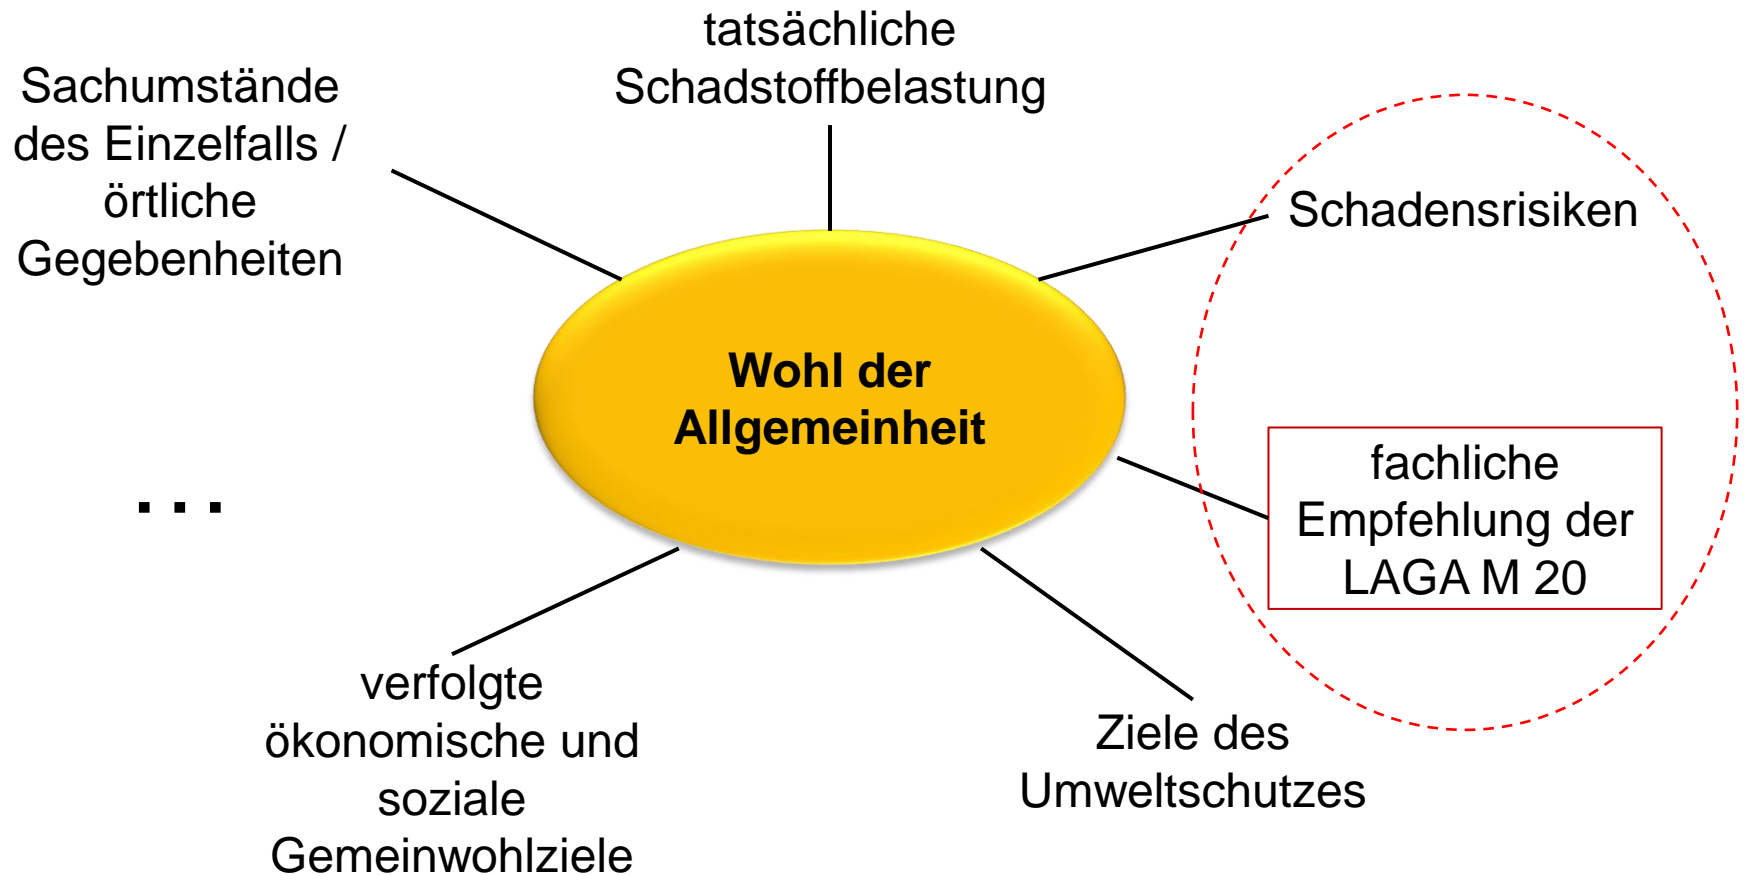 tatsächliche
Schadstoffbelastung
Sachumstände
des Einzelfalls /
örtliche
Gegebenheiten
Schadensrisiken
Wohl der
Allgemeinheit
fachliche
Empfehlung der
LAGA M 20
...
verfolgte
ökonomische und
soziale
Gemeinwohlziele
Ziele des
Umweltschutzes